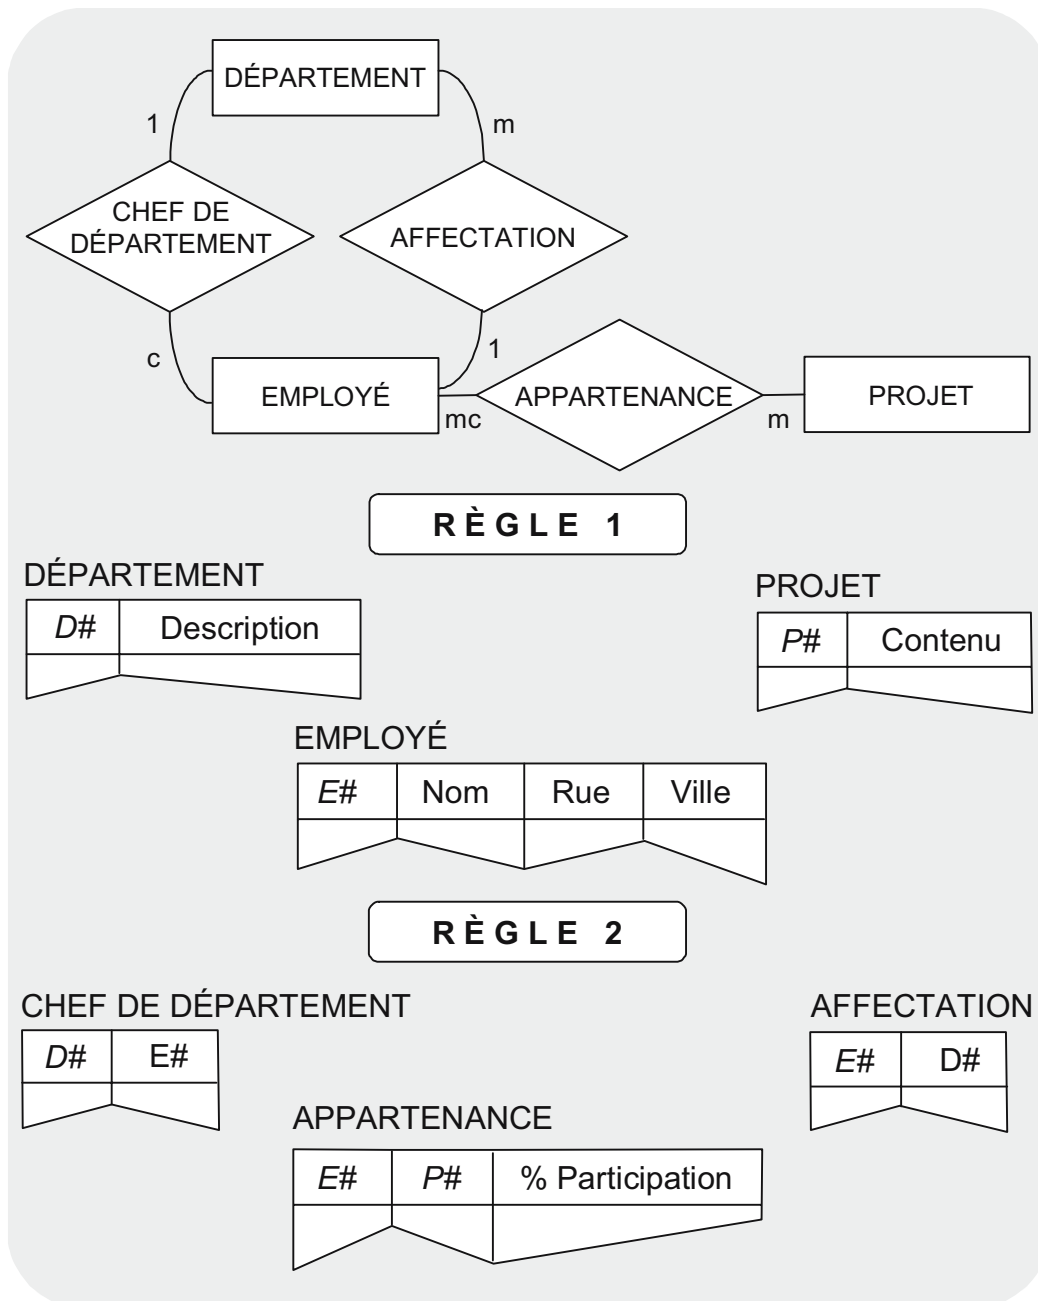 DÉPARTEMENT
1
m
CHEF DE
DÉPARTEMENT
AFFECTATION
c
1
EMPLOYÉ
mc
APPARTENANCE
m
PROJET
RÈGLE 1
DÉPARTEMENT
D# Description
PROJET
P# Contenu
EMPLOYÉ
E# Nom Rue Ville
RÈGLE 2
CHEF DE DÉPARTEMENT
D# E#
AFFECTATION
E# D#
APPARTENANCE
E# P# % Participation